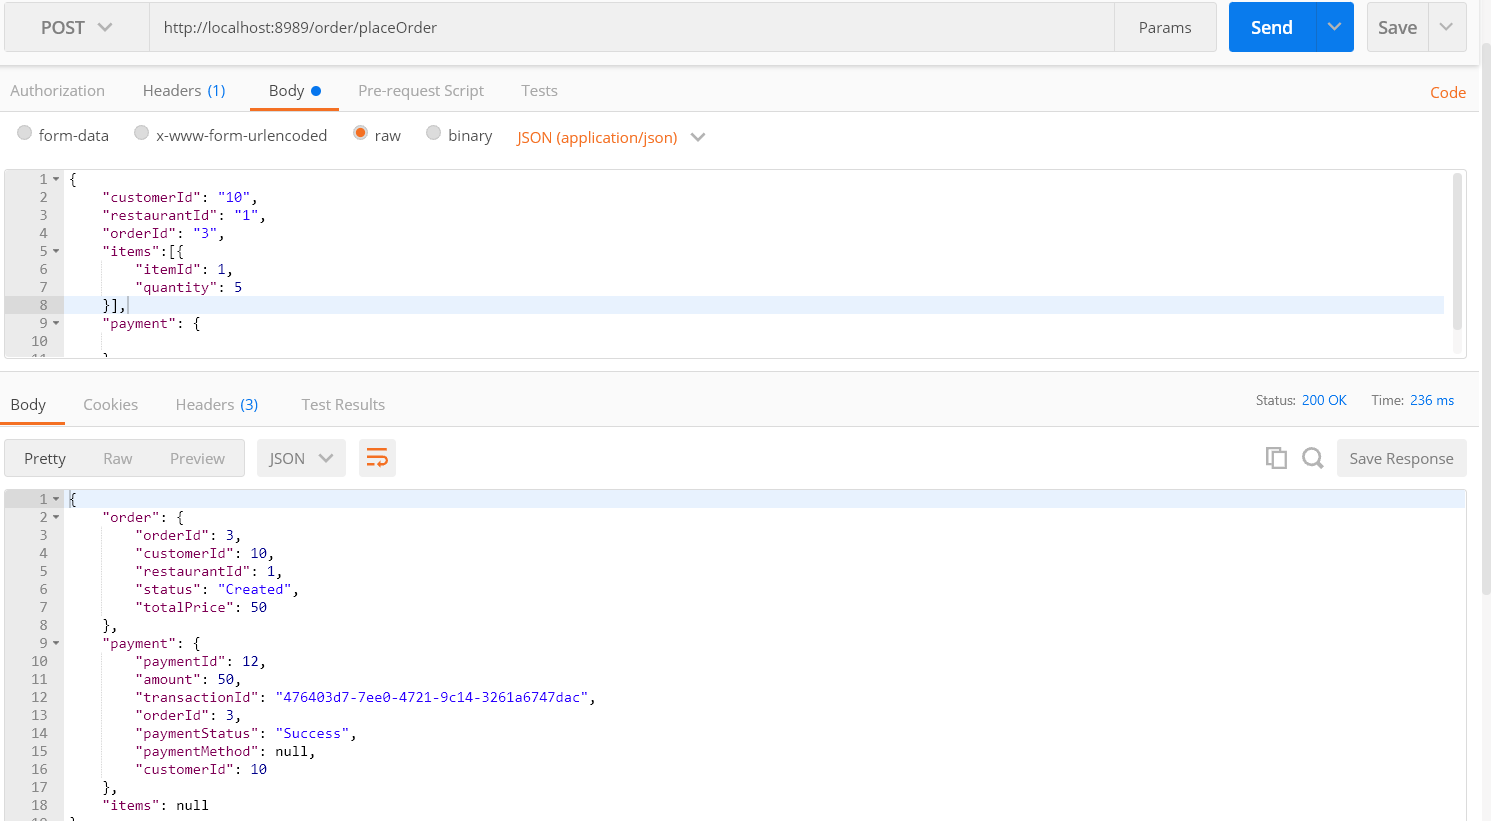 POST http://localhost:8989/order/placeOrder Params Send Save
Authorization Headers (1) Body Pre-request Script Tests Code
form-data x-www-form-urlencoded raw binary JSON (application/json)
1 {
2 "customerId": "10",
3 "restaurantId": "1",
4 "orderId": "3",
5 "items":[{
6 "itemId": 1,
7 "quantity": 5
8 }],
9 "payment": {
10
11 }
Body Cookies Headers (3) Test Results Status: 200 OK Time: 236 ms
Pretty Raw Preview JSON Save Response
1 {
2 "order": {
3 "orderId": 3,
4 "customerId": 10,
5 "restaurantId": 1,
6 "status": "Created",
7 "totalPrice": 50
8 },
9 "payment": {
10 "paymentId": 12,
11 "amount": 50,
12 "transactionId": "476403d7-7ee0-4721-9c14-3261a6747dac",
13 "orderId": 3,
14 "paymentStatus": "Success",
15 "paymentMethod": null,
16 "customerId": 10
17 },
18 "items": null
19 }